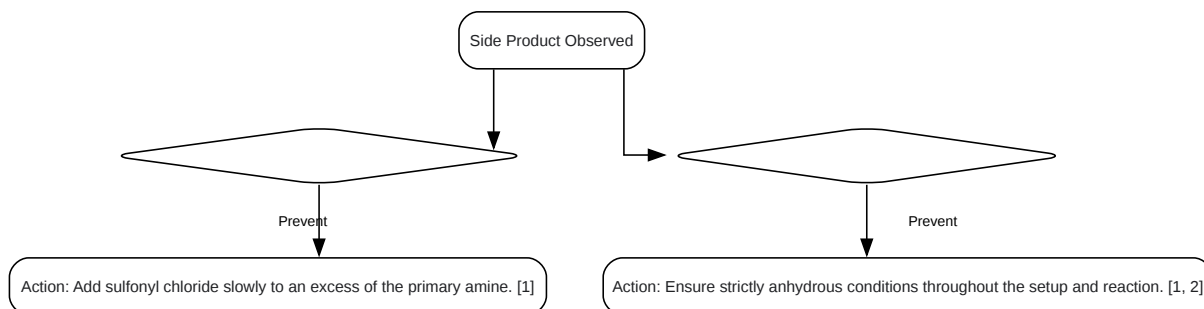 Side Product Observed
Prevent
Prevent
Action: Add sulfonyl chloride slowly to an excess of the primary amine. [1]
Action: Ensure strictly anhydrous conditions throughout the setup and reaction. [1, 2]